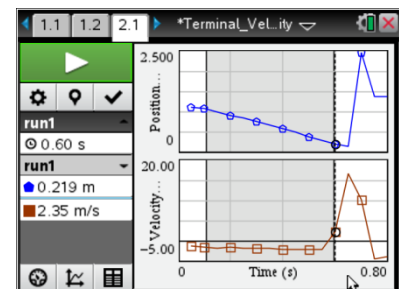 1.1 1.2 2.1 *Terminal_Vel…ity
run1
0.60 s
run1
0.219 m
2.35 m/s
2.500
Position…
0
20.00
Velocity…
-5.00
0 Time (s) 0.80